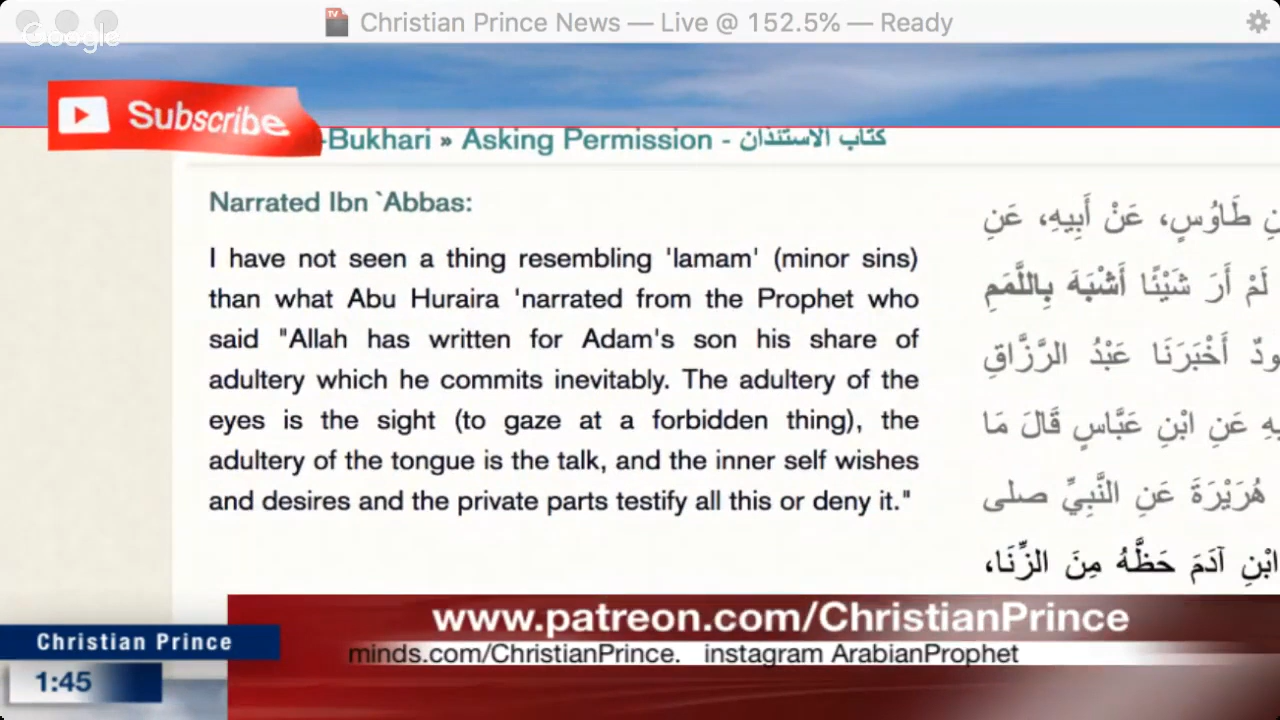 Christian Prince News — Live @ 152.5% — Ready
Google
Subscribe
-Bukhari » Asking Permission - كتاب الاستئذان
Narrated Ibn `Abbas:
I have not seen a thing resembling 'lamam' (minor sins)
than what Abu Huraira 'narrated from the Prophet who
said "Allah has written for Adam's son his share of
adultery which he commits inevitably. The adultery of the
eyes is the sight (to gaze at a forbidden thing), the
adultery of the tongue is the talk, and the inner self wishes
and desires and the private parts testify all this or deny it."
طَاوُسٍ، عَنْ أَبِيهِ، عَنِ
لَمْ أَرَ شَيْئًا أَشْبَهَ بِاللَّمَمِ
أَخْبَرَنَا عَبْدُ الرَّزَّاقِ
عَنِ ابْنِ عَبَّاسٍ قَالَ مَا
هُرَيْرَةَ عَنِ النَّبِيِّ صلى
ابْنِ آدَمَ حَظَّهُ مِنَ الزِّنَا،
www.patreon.com/ChristianPrince
Christian Prince
minds.com/ChristianPrince. instagram ArabianProphet
1:45